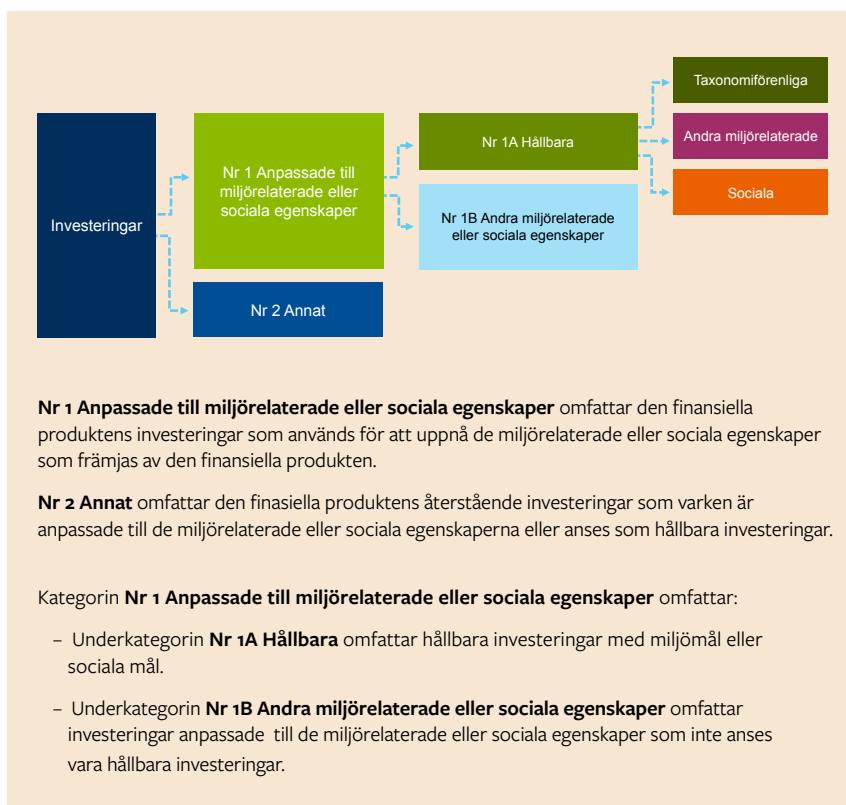 Taxonomiförenliga
Andra miljörelaterade
Sociala
Nr 1A Hållbara
Nr 1 Anpassade till
miljörelaterade eller
sociala egenskaper
Nr 1B Andra miljörelaterade
eller sociala egenskaper
Investeringar
Nr 2 Annat
Nr 1 Anpassade till miljörelaterade eller sociala egenskaper omfattar den finansiella
produktens investeringar som används för att uppnå de miljörelaterade eller sociala egenskaper
som främjas av den finansiella produkten.
Nr 2 Annat omfattar den finasiella produktens återstående investeringar som varken är
anpassade till de miljörelaterade eller sociala egenskaperna eller anses som hållbara investeringar.
Kategorin Nr 1 Anpassade till miljörelaterade eller sociala egenskaper omfattar:
– Underkategorin Nr 1A Hållbara omfattar hållbara investeringar med miljömål eller
sociala mål.
– Underkategorin Nr 1B Andra miljörelaterade eller sociala egenskaper omfattar
investeringar anpassade till de miljörelaterade eller sociala egenskaper som inte anses
vara hållbara investeringar.